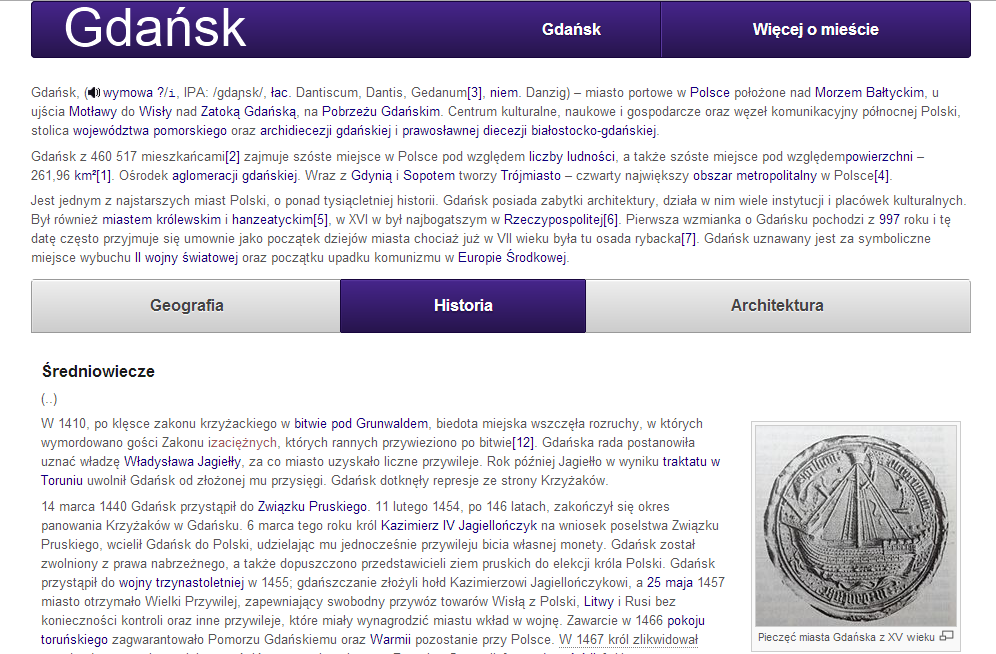 Gdańsk
Gdańsk
Więcej o mieście
Gdańsk, (wymowa ?/i, IPA: /gdaɲsk/, łac. Dantiscum, Dantis, Gedanum[3], niem. Danzig) – miasto portowe w Polsce położone nad Morzem Bałtyckim, u
ujścia Motławy do Wisły nad Zatoką Gdańską, na Pobrzeżu Gdańskim. Centrum kulturalne, naukowe i gospodarcze oraz węzeł komunikacyjny północnej Polski,
stolica województwa pomorskiego oraz archidiecezji gdańskiej i prawosławnej diecezji białostocko-gdańskiej.
Gdańsk z 460 517 mieszkańcami[2] zajmuje szóste miejsce w Polsce pod względem liczby ludności, a także szóste miejsce pod względempowierzchni –
261,96 km²[1]. Ośrodek aglomeracji gdańskiej. Wraz z Gdynią i Sopotem tworzy Trójmiasto – czwarty największy obszar metropolitalny w Polsce[4].
Jest jednym z najstarszych miast Polski, o ponad tysiącletniej historii. Gdańsk posiada zabytki architektury, działa w nim wiele instytucji i placówek kulturalnych.
Był również miastem królewskim i hanzeatyckim[5], w XVI w był najbogatszym w Rzeczypospolitej[6]. Pierwsza wzmianka o Gdańsku pochodzi z 997 roku i tę
datę często przyjmuje się umownie jako początek dziejów miasta chociaż już w VII wieku była tu osada rybacka[7]. Gdańsk uznawany jest za symboliczne
miejsce wybuchu II wojny światowej oraz początku upadku komunizmu w Europie Środkowej.
Geografia
Historia
Architektura
Średniowiecze
(..)
W 1410, po klęsce zakonu krzyżackiego w bitwie pod Grunwaldem, biedota miejska wszczęła rozruchy, w których
wymordowano gości Zakonu izaciężnych, których rannych przywieziono po bitwie[12]. Gdańska rada postanowiła
uznać władzę Władysława Jagiełły, za co miasto uzyskało liczne przywileje. Rok później Jagiełło w wyniku traktatu w
Toruniu uwolnił Gdańsk od złożonej mu przysięgi. Gdańsk dotknęły represje ze strony Krzyżaków.
14 marca 1440 Gdańsk przystąpił do Związku Pruskiego. 11 lutego 1454, po 146 latach, zakończył się okres
panowania Krzyżaków w Gdańsku. 6 marca tego roku król Kazimierz IV Jagiellończyk na wniosek poselstwa Związku
Pruskiego, wcielił Gdańsk do Polski, udzielając mu jednocześnie przywileju bicia własnej monety. Gdańsk został
zwolniony z prawa nabrzeżnego, a także dopuszczono przedstawicieli ziem pruskich do elekcji króla Polski. Gdańsk
przystąpił do wojny trzynastoletniej w 1455; gdańszczanie złożyli hołd Kazimierzowi Jagiellończykowi, a 25 maja 1457
miasto otrzymało Wielki Przywilej, zapewniający swobodny przywóz towarów Wisłą z Polski, Litwy i Rusi bez
konieczności kontroli oraz inne przywileje, które miały wynagrodzić miastu wkład w wojnę. Zawarcie w 1466 pokoju
toruńskiego zagwarantowało Pomorzu Gdańskiemu oraz Warmii pozostanie przy Polsce. W 1467 król zlikwidował
Pieczęć miasta Gdańska z XV wieku